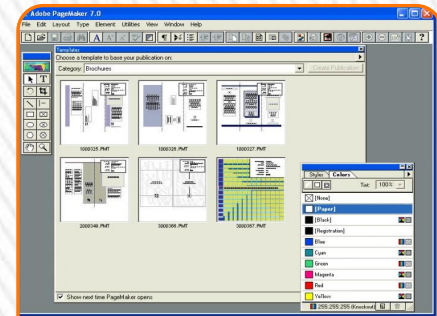 Adobe PageMaker 7.0
File Edit Layout Type Element Utilities View Window Help
Templates
Choose a template to base your publication on:
Category: Brochures
Create Publication
1000325.PMT
1000326.PMT
1000327.PMT
2000348.PMT
3000366.PMT
3000367.PMT
Show next time PageMaker opens
Styles Colors
Tint: 100%
[None]
[Paper]
[Black]
[Registration]
Blue
Cyan
Green
Magenta
Red
Yellow
255:255:255 (Knockout)